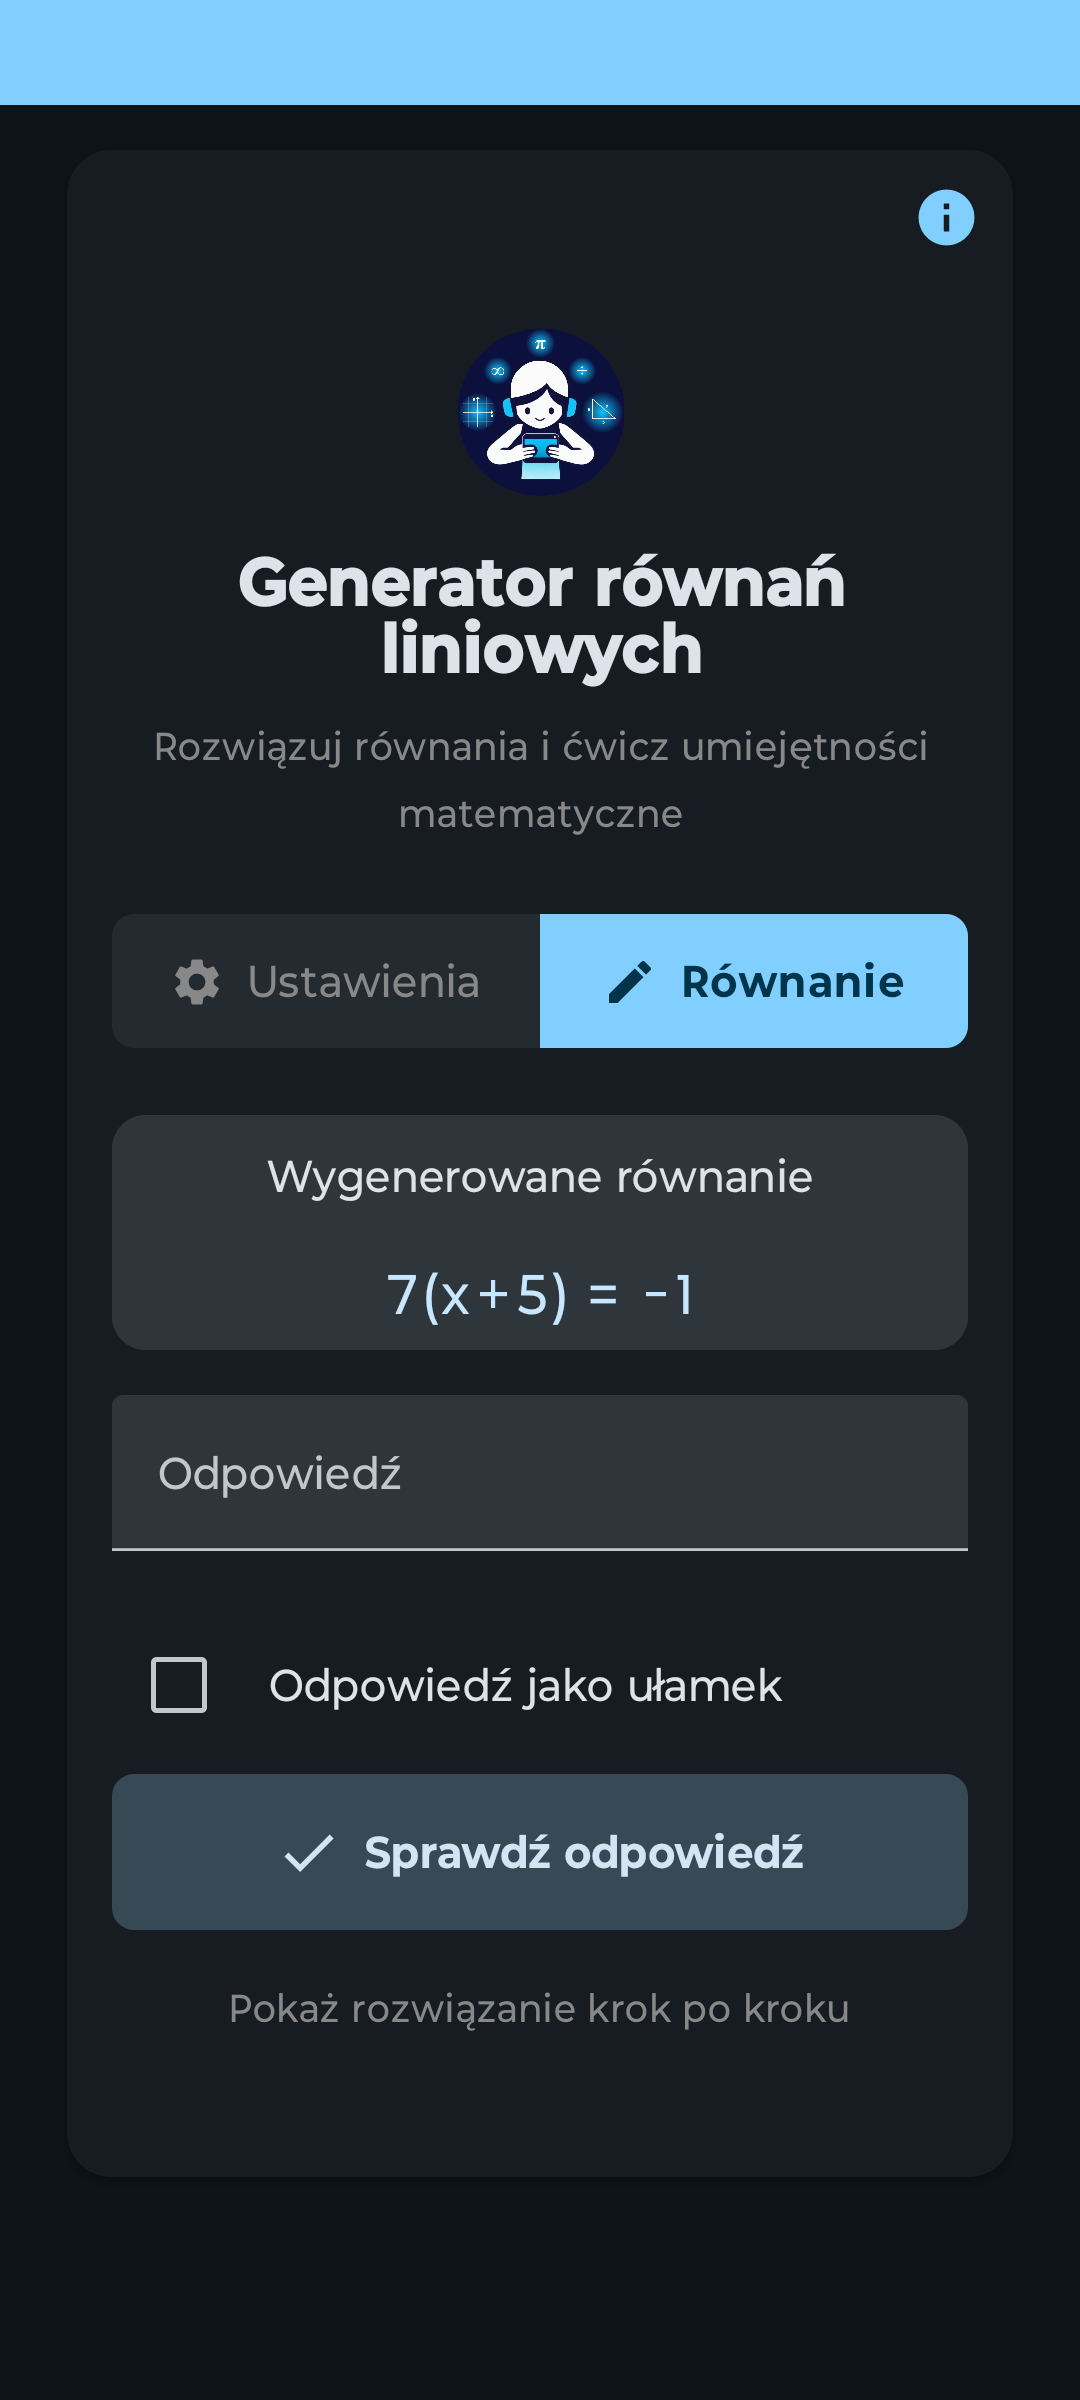 π
∞
÷
Generator równań
liniowych
Rozwiązuj równania i ćwicz umiejętności
matematyczne
Ustawienia
Równanie
Wygenerowane równanie
7(x+5) = -1
Odpowiedź
Odpowiedź jako ułamek
Sprawdź odpowiedź
Pokaż rozwiązanie krok po kroku